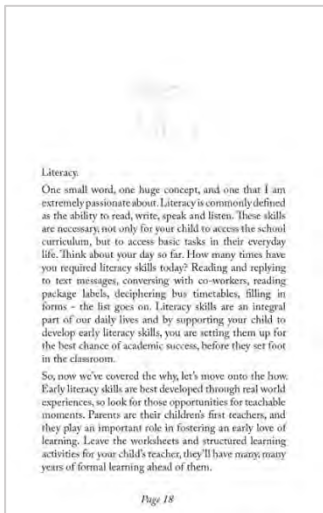 Literacy.
One small word, one huge concept, and one that I am
extremely passionate about. Literacy is commonly defined
as the ability to read, write, speak and listen. These skills
are necessary, not only for your child to access the school
curriculum, but to access basic tasks in their everyday
life. Think about your day so far. How many times have
you required literacy skills today? Reading and replying
to text messages, conversing with co-workers, reading
package labels, deciphering bus timetables, filling in
forms - the list goes on. Literacy skills are an integral
part of our daily lives and by supporting your child to
develop early literacy skills, you are setting them up for
the best chance of academic success, before they set foot
in the classroom.
So, now we've covered the why, let's move onto the how.
Early literacy skills are best developed through real world
experiences, so look for those opportunities for teachable
moments. Parents are their children's first teachers, and
they play an important role in fostering an early love of
learning. Leave the worksheets and structured learning
activities for your child's teacher, they'll have many, many
years of formal learning ahead of them.
Page 18